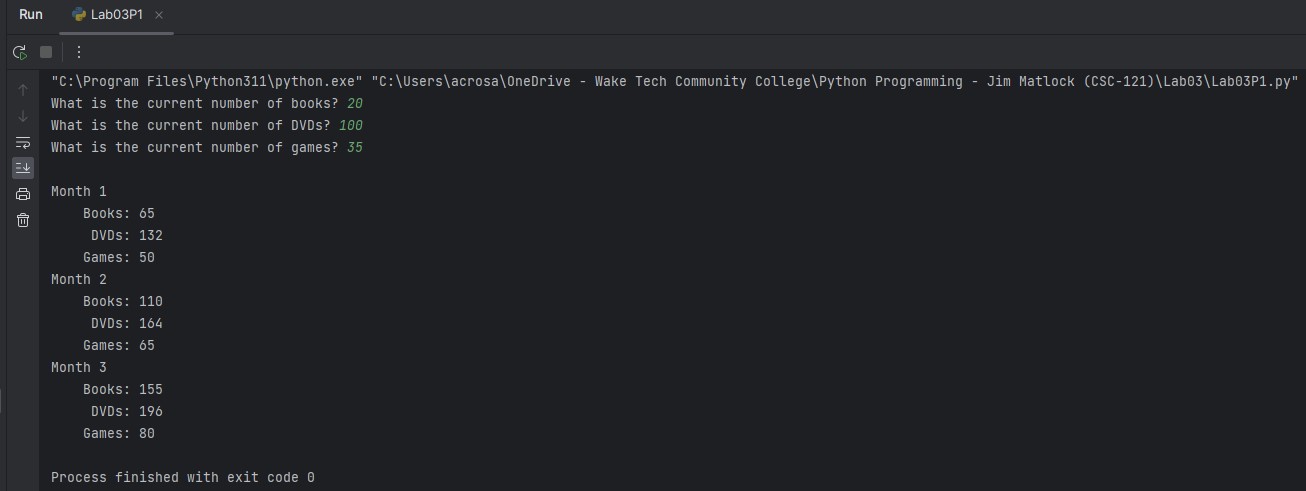 Run Lab03P1
"C:\Program Files\Python311\python.exe" "C:\Users\acrosa\OneDrive - Wake Tech Community College\Python Programming - Jim Matlock (CSC-121)\Lab03\Lab03P1.py"
What is the current number of books? 20
What is the current number of DVDs? 100
What is the current number of games? 35
Month 1
Books: 65
DVDs: 132
Games: 50
Month 2
Books: 110
DVDs: 164
Games: 65
Month 3
Books: 155
DVDs: 196
Games: 80
Process finished with exit code 0